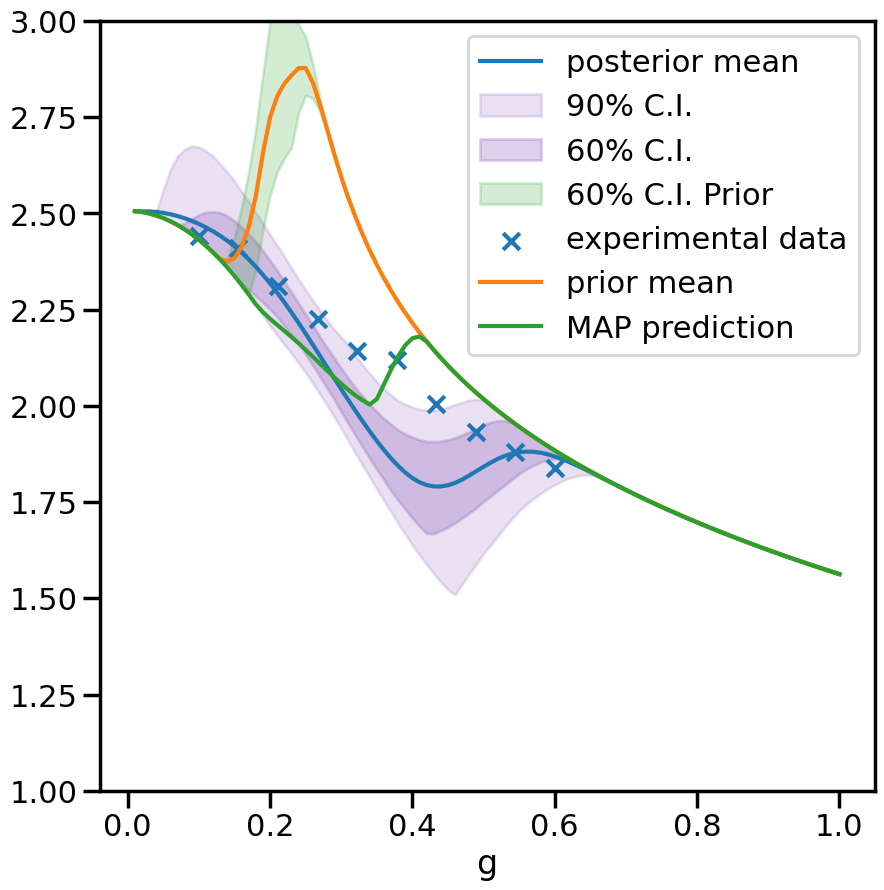 3.00
2.75
2.50
2.25
2.00
1.75
1.50
1.25
1.00
posterior mean
90% C.I.
60% C.I.
60% C.I. Prior
experimental data
prior mean
MAP prediction
0.0 0.2 0.4 0.6 0.8 1.0
g